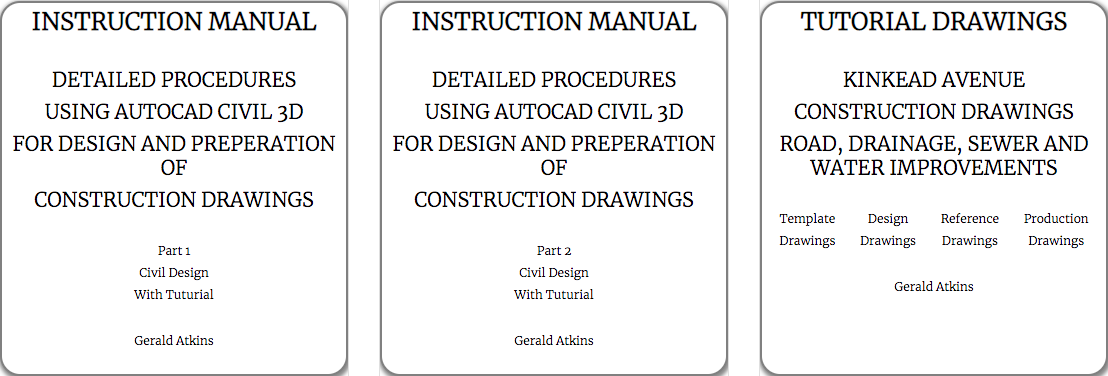 INSTRUCTION MANUAL
DETAILED PROCEDURES
USING AUTOCAD CIVIL 3D
FOR DESIGN AND PREPERATION
OF
CONSTRUCTION DRAWINGS
Part 1
Civil Design
With Tuturial
Gerald Atkins
INSTRUCTION MANUAL
DETAILED PROCEDURES
USING AUTOCAD CIVIL 3D
FOR DESIGN AND PREPERATION
OF
CONSTRUCTION DRAWINGS
Part 2
Civil Design
With Tuturial
Gerald Atkins
TUTORIAL DRAWINGS
KINKEAD AVENUE
CONSTRUCTION DRAWINGS
ROAD, DRAINAGE, SEWER AND
WATER IMPROVEMENTS
Template Design Reference Production
Drawings Drawings Drawings Drawings
Gerald Atkins